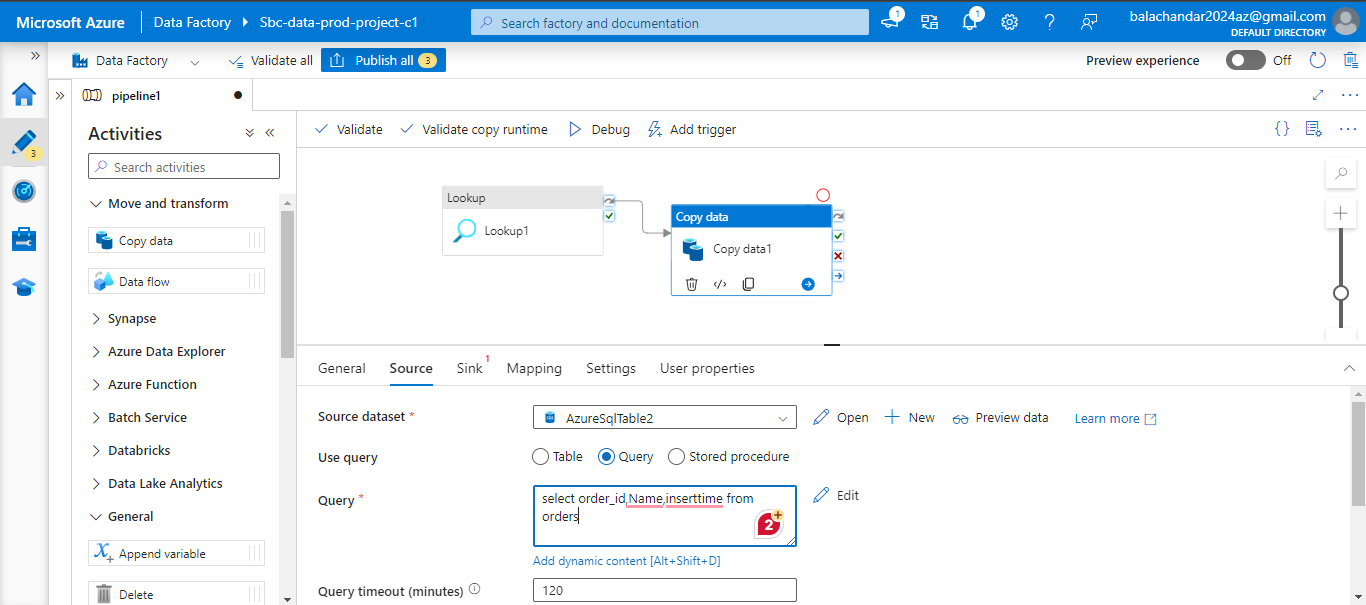 Microsoft Azure
Data Factory
Sbc-data-prod-project-c1
Search factory and documentation
1
1
balachandar2024az@gmail.com
DEFAULT DIRECTORY
Data Factory
Validate all
Publish all 3
Preview experience
Off
pipeline1
3
Activities
Search activities
Move and transform
Copy data
Data flow
Synapse
Azure Data Explorer
Azure Function
Batch Service
Databricks
Data Lake Analytics
General
Append variable
Delete
Validate
Validate copy runtime
Debug
Add trigger
Lookup
Lookup1
Copy data
Copy data1
General
Source
Sink 1
Mapping
Settings
User properties
Source dataset *
AzureSqlTable2
Open
New
Preview data
Learn more
Use query
Table
Query
Stored procedure
Query *
select order_id,Name,inserttime from
orders
2
Edit
Add dynamic content [Alt+Shift+D]
Query timeout (minutes)
120